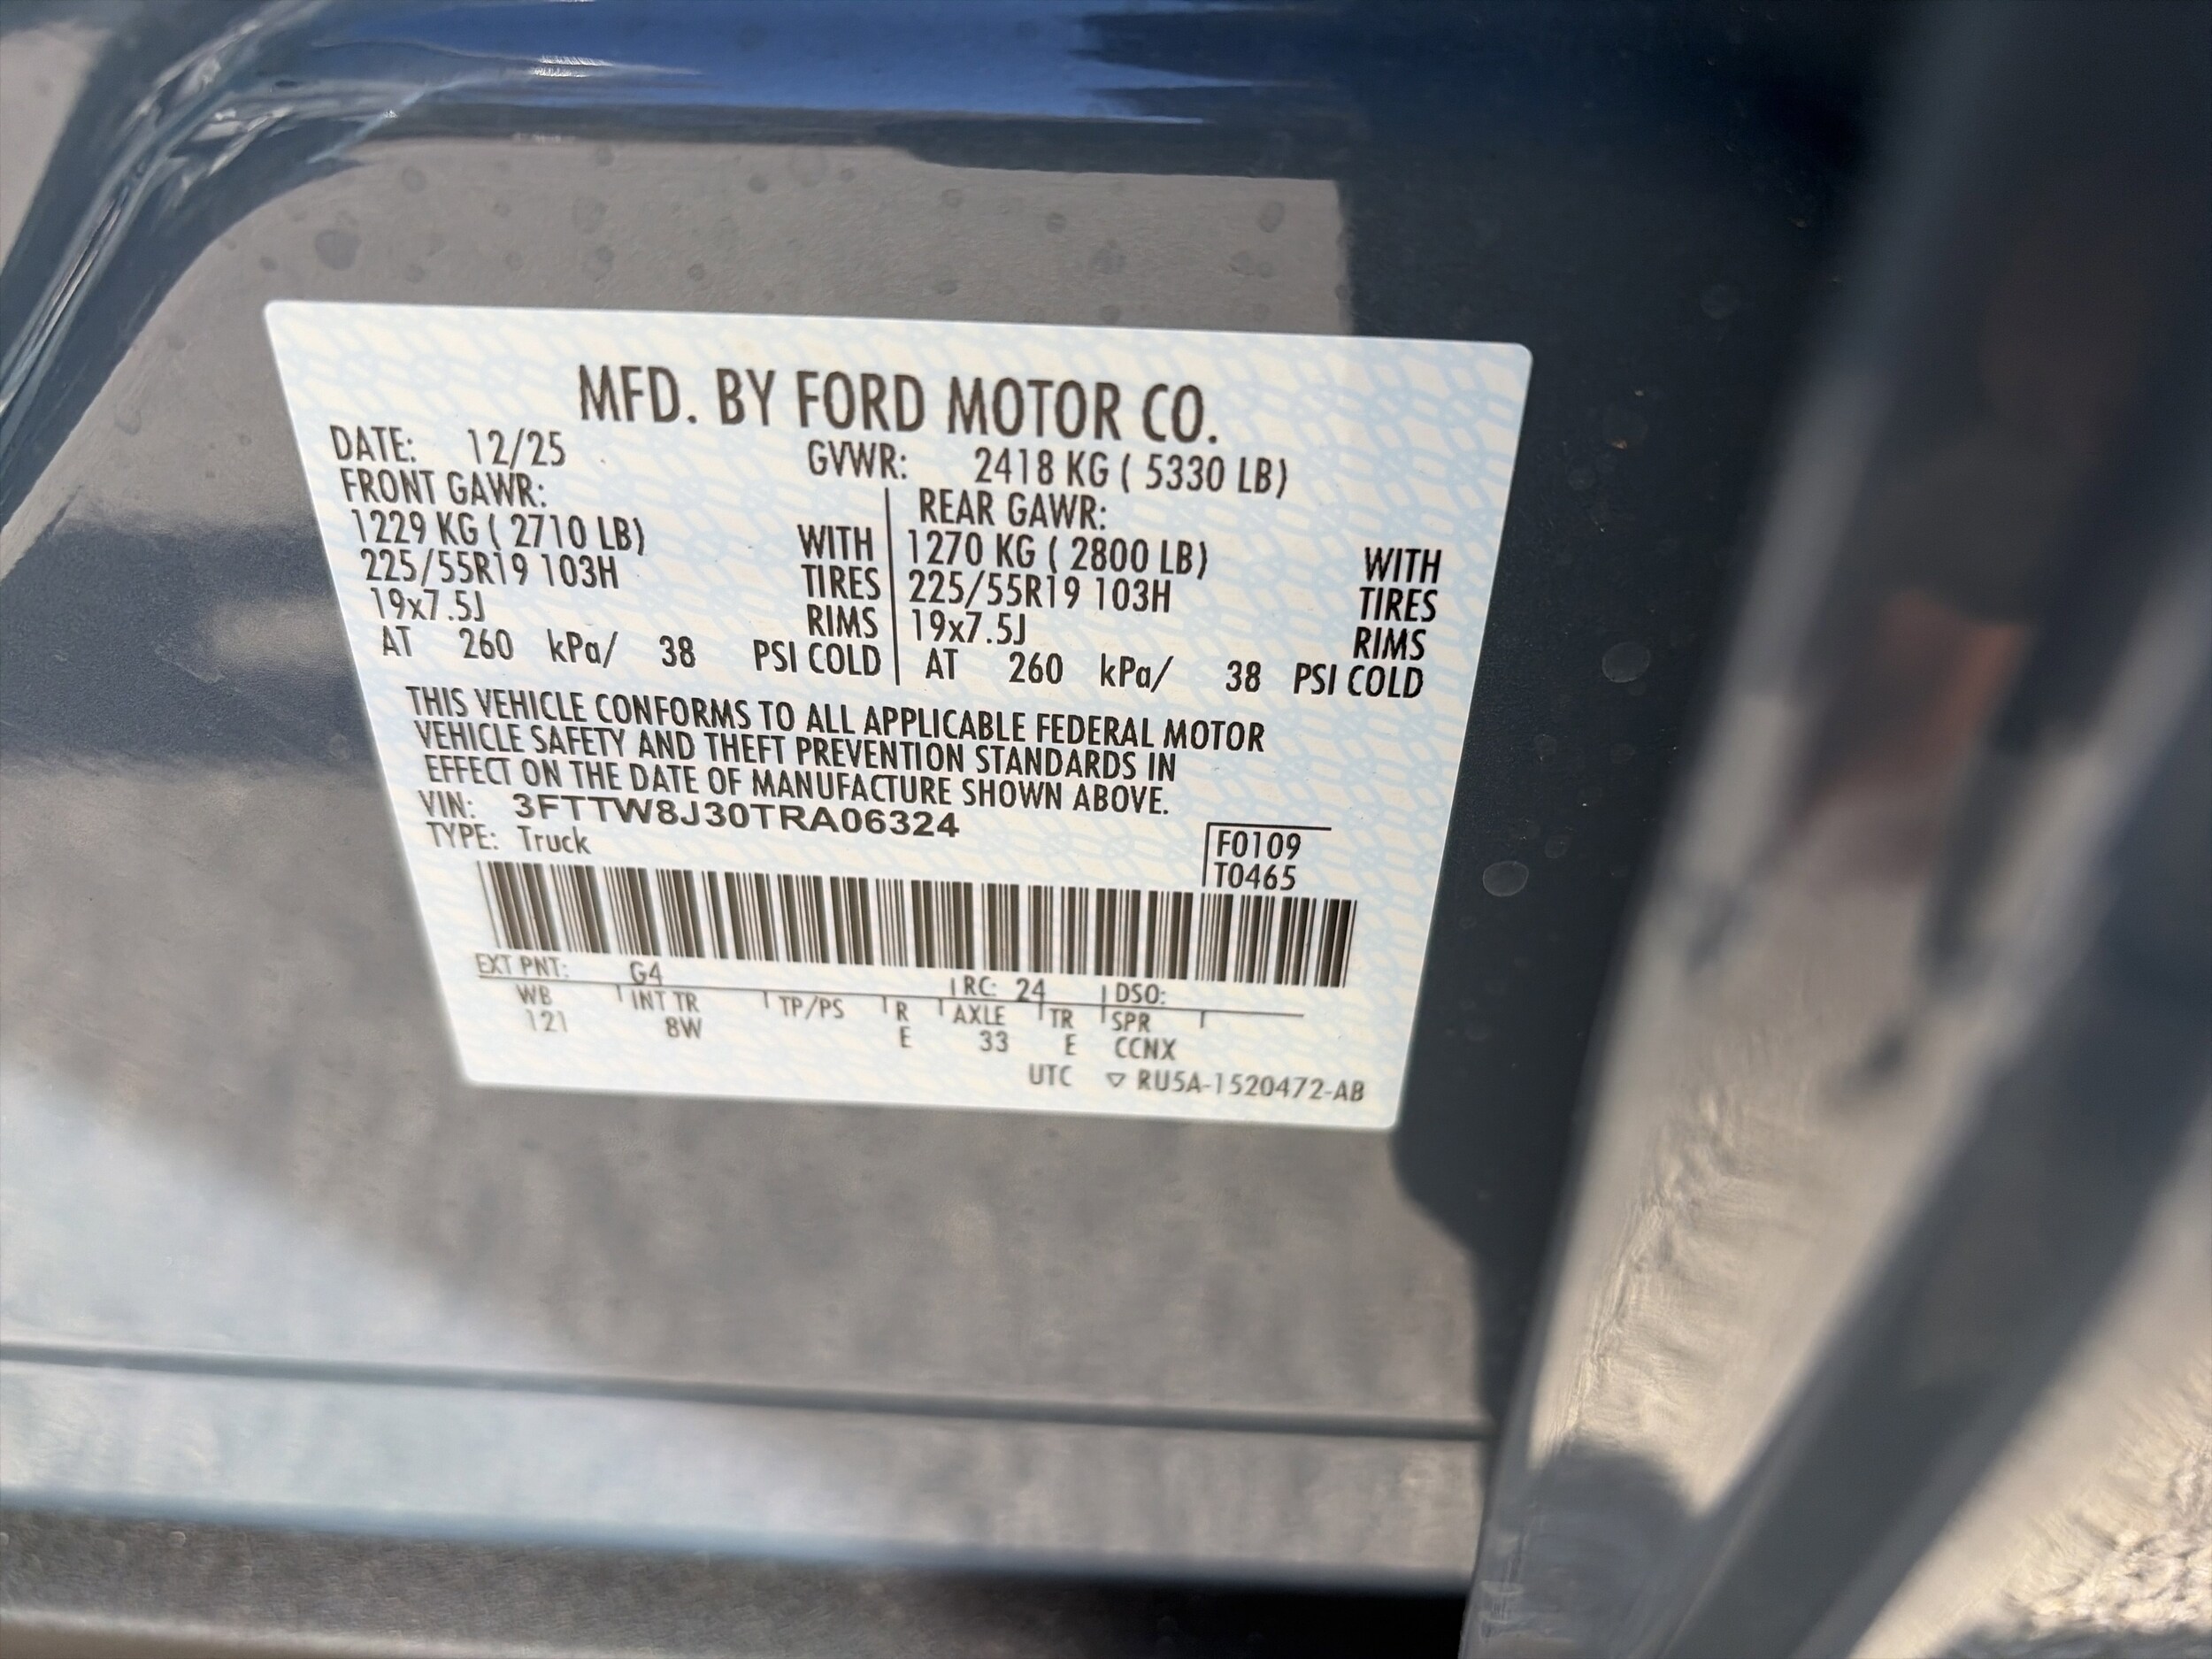 MFD. BY FORD MOTOR CO.
DATE: 12/25 GVWR: 2418 KG ( 5330 LB)
FRONT GAWR: REAR GAWR:
1229 KG ( 2710 LB) WITH 1270 KG ( 2800 LB) WITH
225/55R19 103H TIRES 225/55R19 103H TIRES
19x7.5J RIMS 19x7.5J RIMS
AT 260 kPa/ 38 PSI COLD AT 260 kPa/ 38 PSI COLD
THIS VEHICLE CONFORMS TO ALL APPLICABLE FEDERAL MOTOR
VEHICLE SAFETY AND THEFT PREVENTION STANDARDS IN
EFFECT ON THE DATE OF MANUFACTURE SHOWN ABOVE.
VIN: 3FTTW8J30TRA06324
TYPE: Truck F0109
T0465
EXT PNT: G4 RC: 24 DSO:
WB INT TR TP/PS R AXLE TR SPR
121 8W E 33 E CCNX
UTC ▽ RU5A-1520472-AB